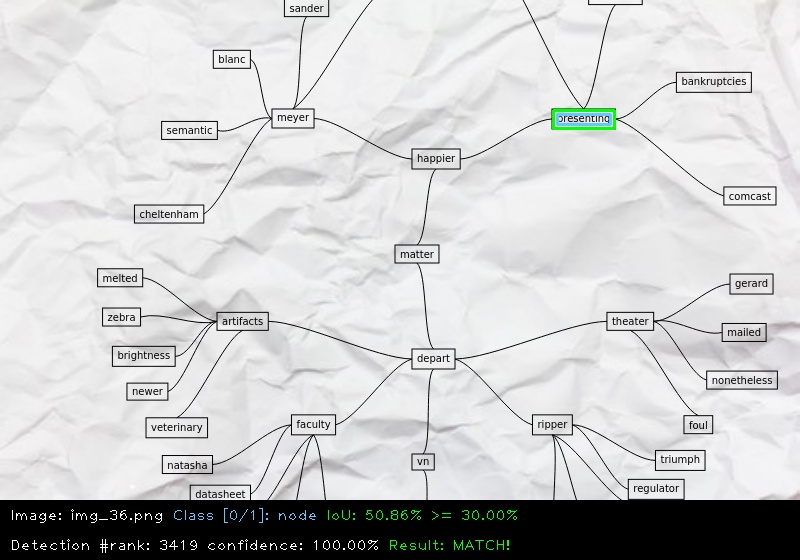 sander
blanc
bankruptcies
meyer
presenting
semantic
happier
comcast
cheltenham
matter
melted
gerard
zebra
artifacts
theater
mailed
brightness
depart
nonetheless
newer
veterinary
faculty
ripper
foul
natasha
vn
triumph
datasheet
regulator
Image: img_36.png Class [0/1]: node IoU: 50.86% >= 30.00%
Detection #rank: 3419 confidence: 100.00% Result: MATCH!